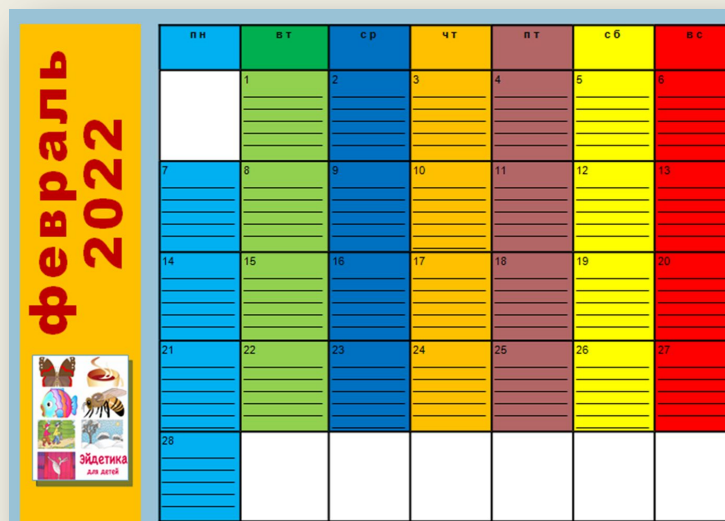 февраль
2022
пн вт ср чт пт сб вс
1 2 3 4 5 6
7 8 9 10 11 12 13
14 15 16 17 18 19 20
21 22 23 24 25 26 27
28
эйдетика
для детей